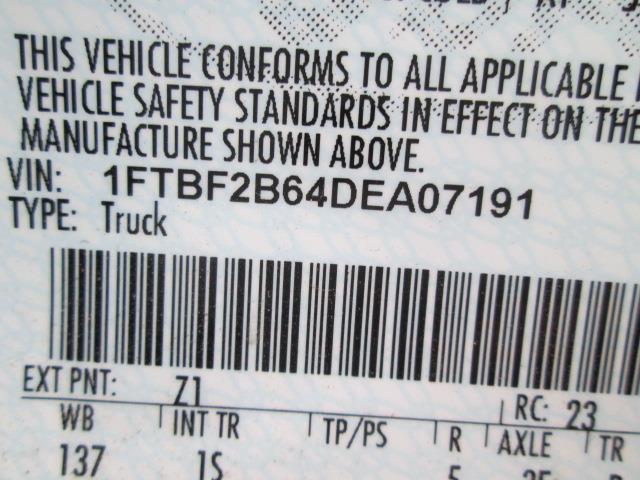 THIS VEHICLE CONFORMS TO ALL APPLICABLE
VEHICLE SAFETY STANDARDS IN EFFECT ON THE
MANUFACTURE SHOWN ABOVE.
VIN: 1FTBF2B64DEA07191
TYPE: Truck
EXT PNT: Z1 RC: 23
WB INT TR TP/PS R AXLE TR
137 1S 5